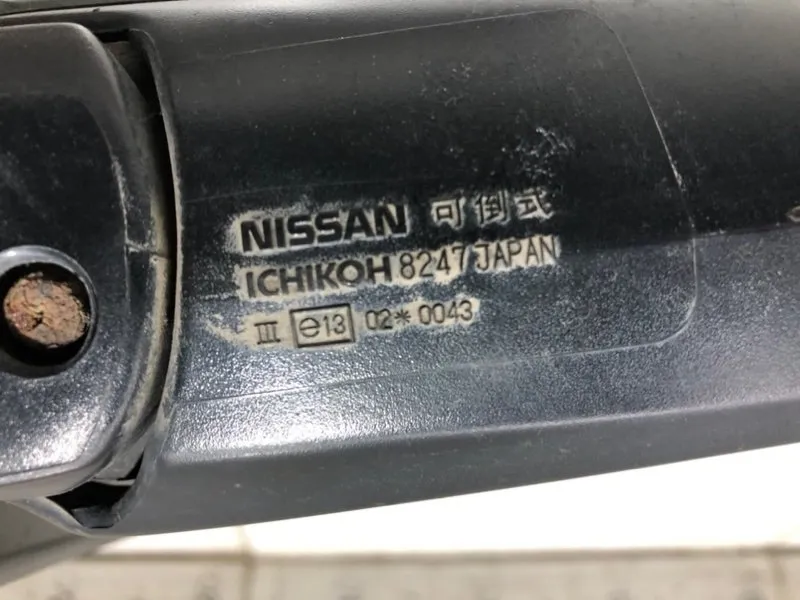 NISSAN 可倒式
ICHIKOH 8247 JAPAN
III e13 02*0043